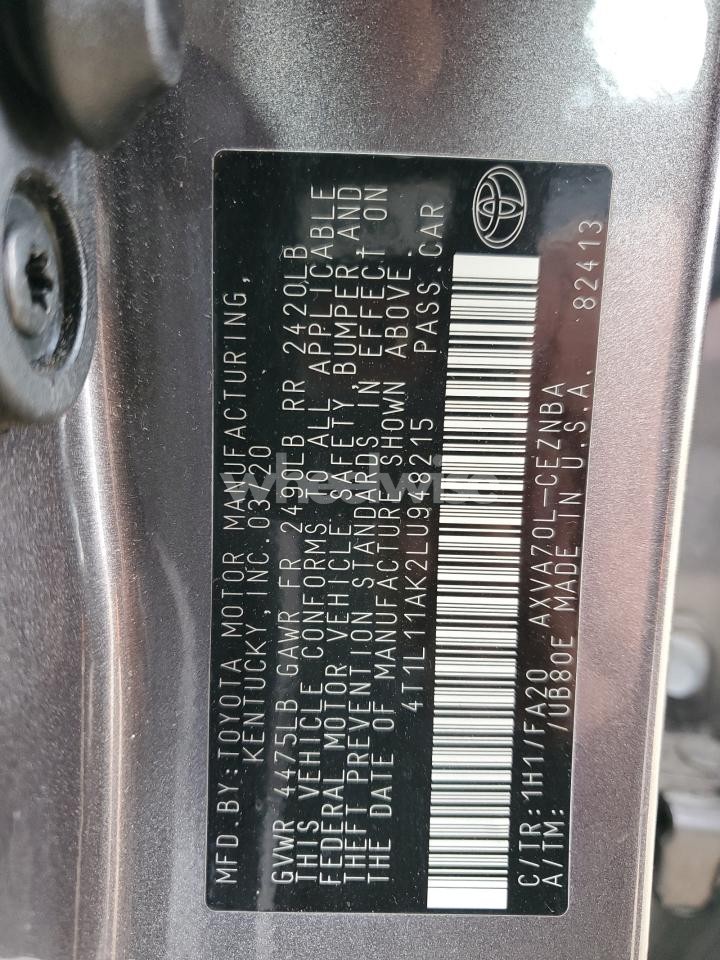 MFD.BY:TOYOTA MOTOR MANUFACTURING,
KENTUCKY,INC.03/20
GVWR 4475LB GAWR FR 2490LB RR 2420LB
THIS VEHICLE CONFORMS TO ALL APPLICABLE
FEDERAL MOTOR VEHICLE SAFETY,BUMPER,AND
THEFT PREVENTION STANDARDS IN EFFECT ON
THE DATE OF MANUFACTURE SHOWN ABOVE.
4T1L11AK2LU948215 PASS.CAR
C/TR:1H1/FA20 AXVA70L-CEZNBA
A/TM: /UB80E MADE IN U.S.A. 82413
wheelwise